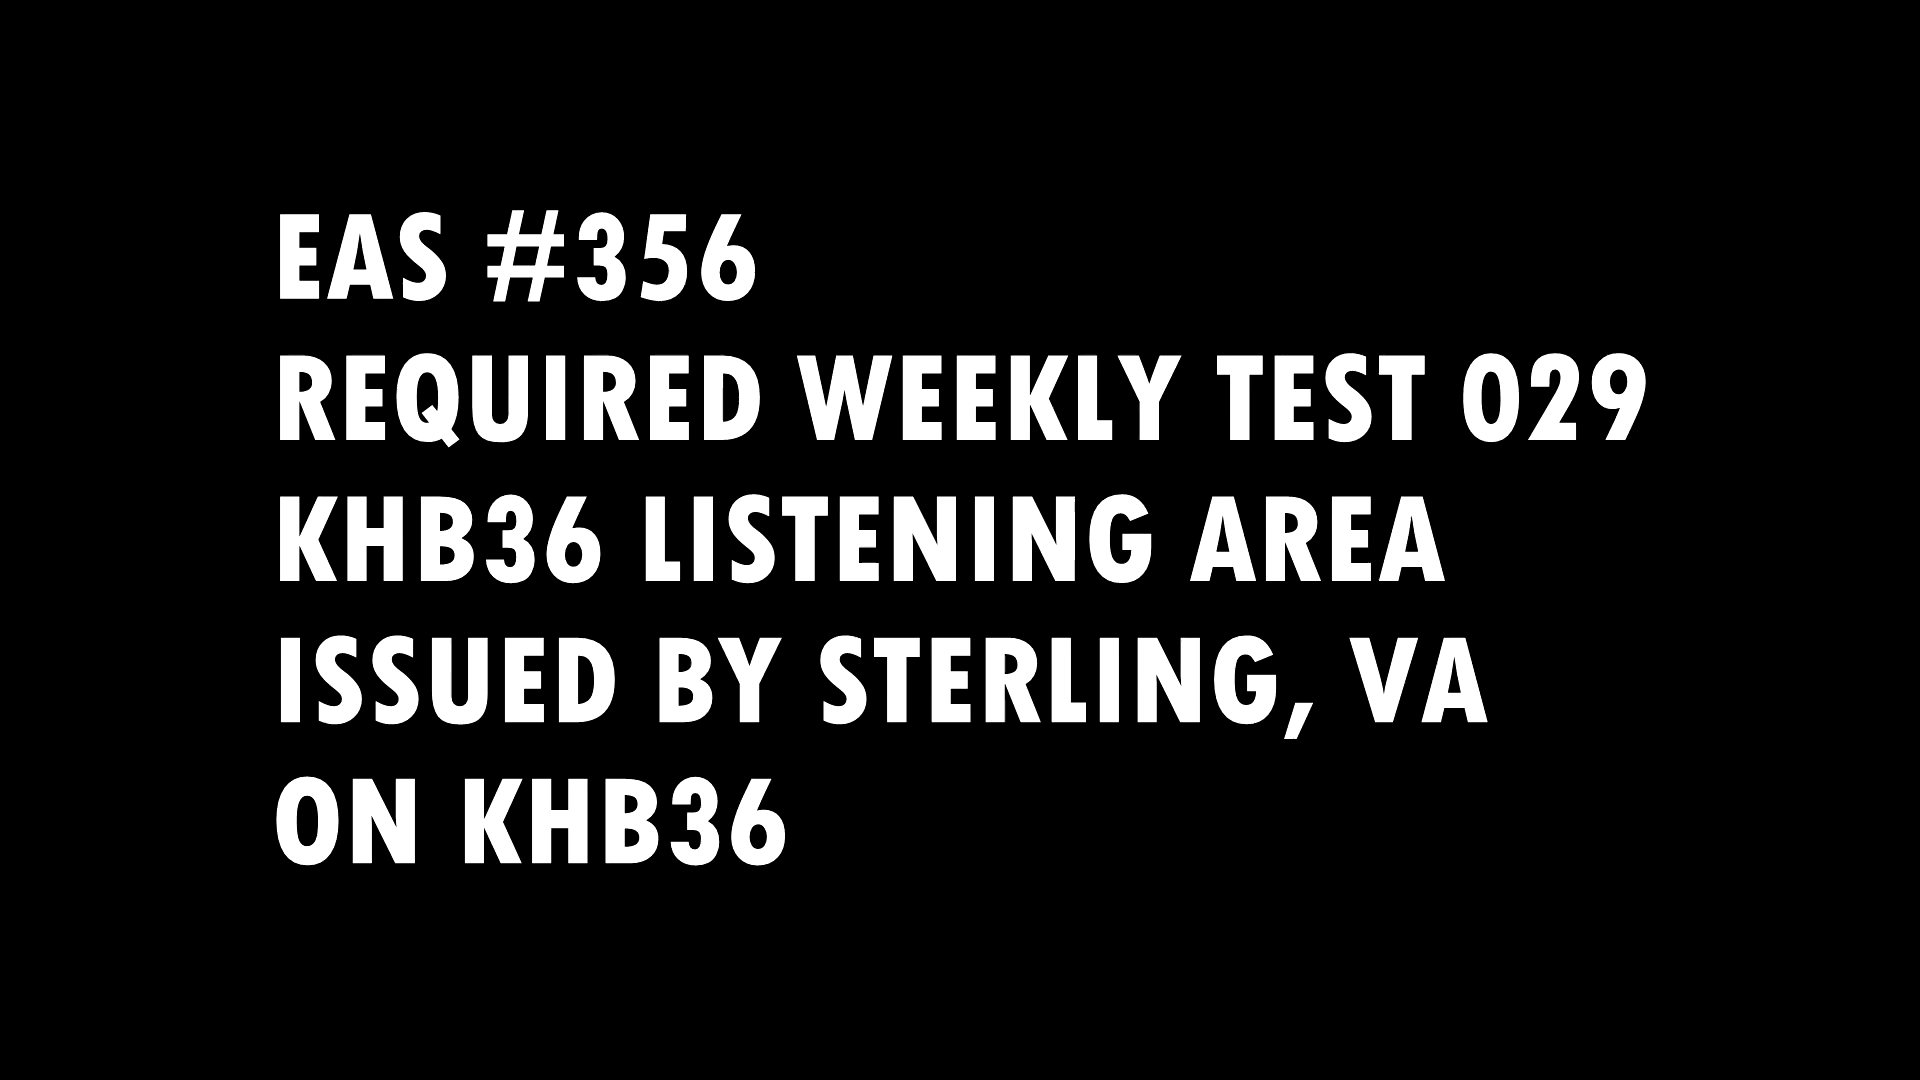 EAS #356
REQUIRED WEEKLY TEST 029
KHB36 LISTENING AREA
ISSUED BY STERLING, VA
ON KHB36